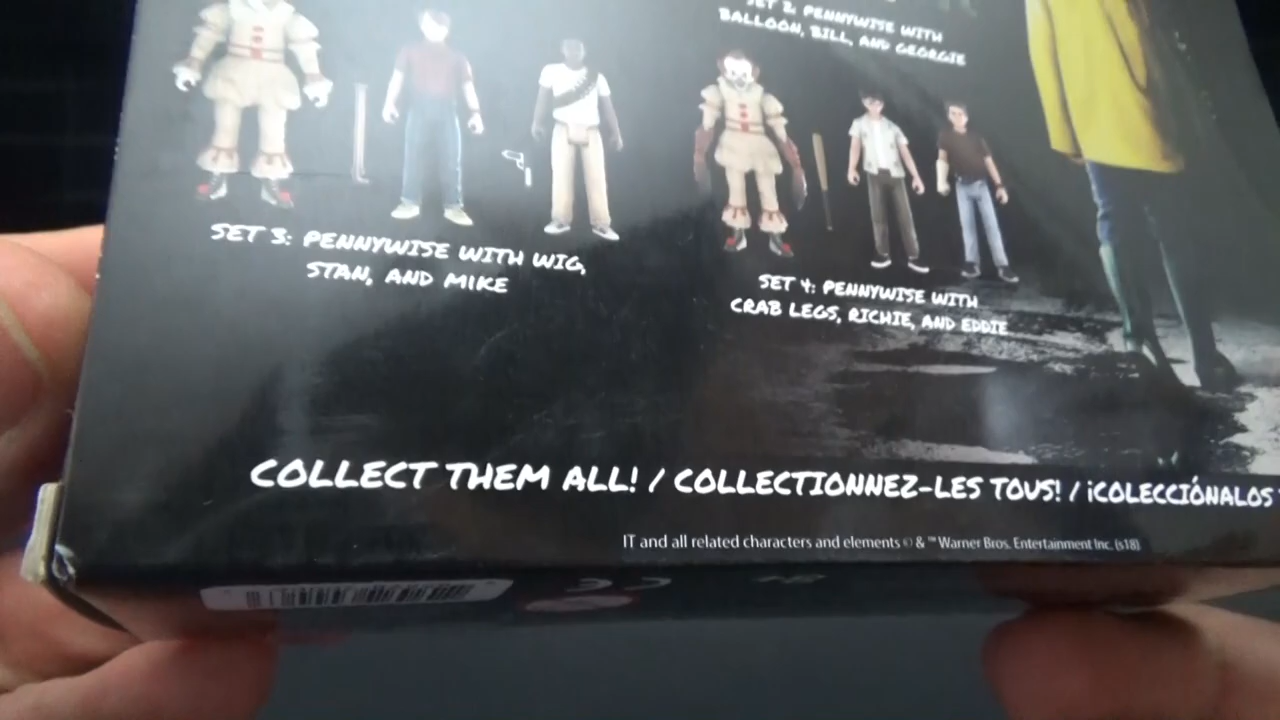 SET 2: PENNYWISE WITH
BALLOON, BILL, AND GEORGIE
SET 3: PENNYWISE WITH WIG,
STAN, AND MIKE
SET 4: PENNYWISE WITH
CRAB LEGS, RICHIE, AND EDDIE
COLLECT THEM ALL! / COLLECTIONNEZ-LES TOUS! / ¡COLECCIÓNALOS
IT and all related characters and elements © & ™ Warner Bros. Entertainment Inc. (s18)
CE